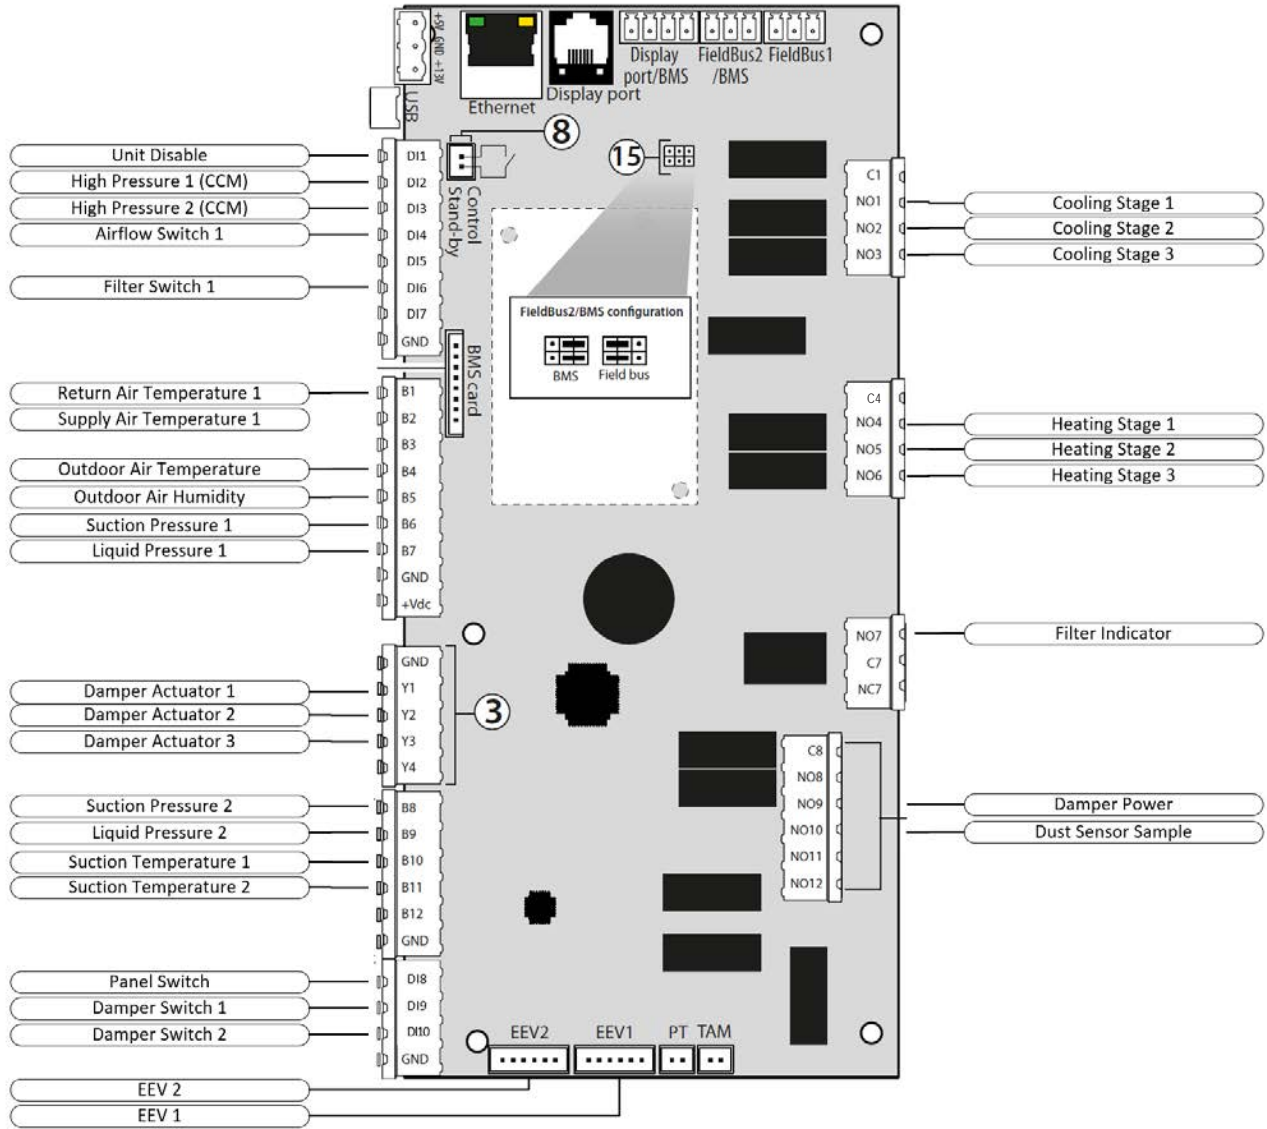 +5V GND +13V
USB
Ethernet
Display port
Display
port/BMS
FieldBus2
/BMS
FieldBus1
8
15
Control
Stand-by
BMS card
FieldBus2/BMS configuration
BMS
Field bus
Unit Disable
High Pressure 1 (CCM)
High Pressure 2 (CCM)
Airflow Switch 1
Filter Switch 1
DI1
DI2
DI3
DI4
DI5
DI6
DI7
GND
Return Air Temperature 1
Supply Air Temperature 1
Outdoor Air Temperature
Outdoor Air Humidity
Suction Pressure 1
Liquid Pressure 1
B1
B2
B3
B4
B5
B6
B7
GND
+Vdc
Damper Actuator 1
Damper Actuator 2
Damper Actuator 3
GND
Y1
Y2
Y3
Y4
3
Suction Pressure 2
Liquid Pressure 2
Suction Temperature 1
Suction Temperature 2
B8
B9
B10
B11
B12
GND
Panel Switch
Damper Switch 1
Damper Switch 2
DI8
DI9
DI10
GND
EEV 2
EEV 1
EEV2
EEV1
PT
TAM
C1
NO1
NO2
NO3
Cooling Stage 1
Cooling Stage 2
Cooling Stage 3
C4
NO4
NO5
NO6
Heating Stage 1
Heating Stage 2
Heating Stage 3
NO7
C7
NC7
Filter Indicator
C8
NO8
NO9
NO10
NO11
NO12
Damper Power
Dust Sensor Sample